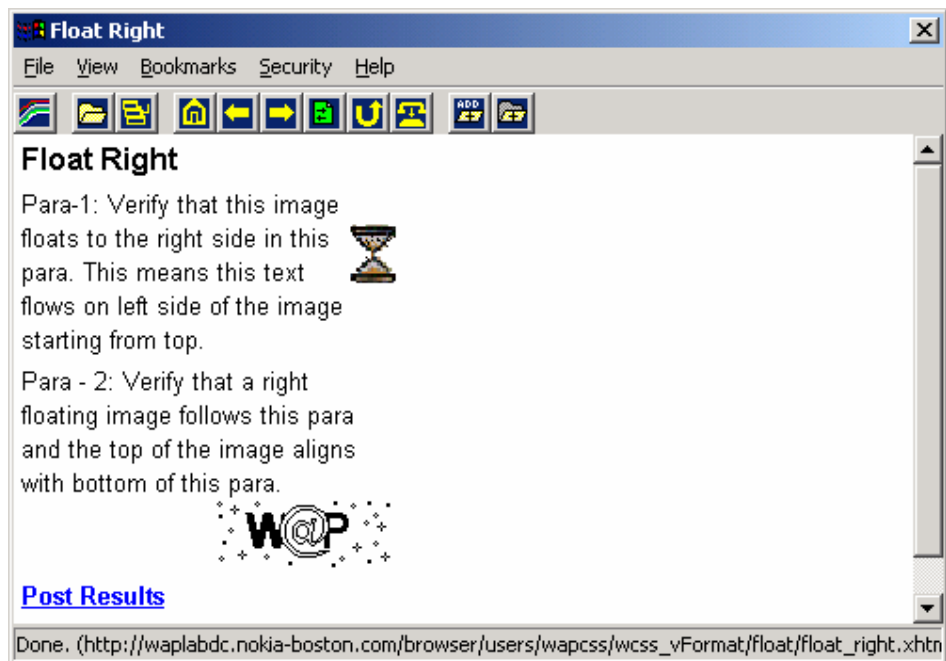 Float Right
File View Bookmarks Security Help
ADD
Float Right
Para-1: Verify that this image
floats to the right side in this
para. This means this text
flows on left side of the image
starting from top.
Para - 2: Verify that a right
floating image follows this para
and the top of the image aligns
with bottom of this para.
W@P
Post Results
Done. (http://waplabdc.nokia-boston.com/browser/users/wapcss/wcss_vFormat/float/float_right.xhtm